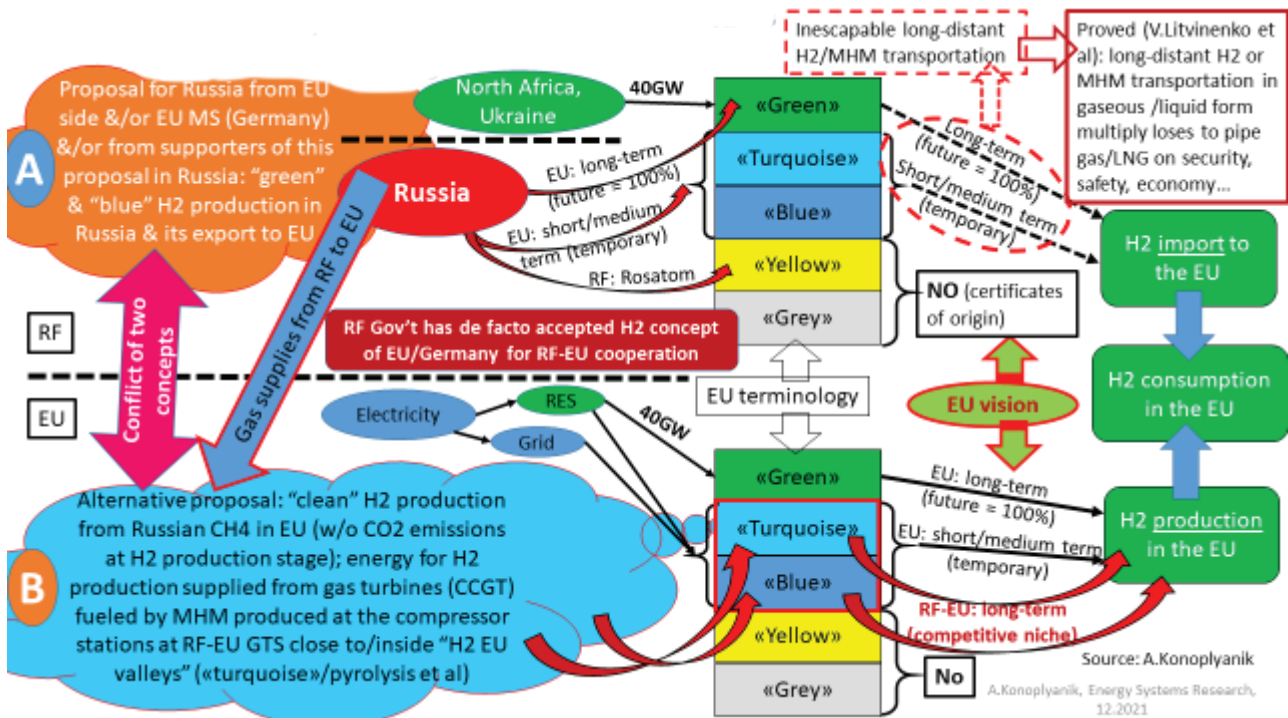 Inescapable long-distant
H2/MHM transportation
Proved (V.Litvinenko et
al): long-distant H2 or
MHM transportation in
gaseous /liquid form
multiply loses to pipe
gas/LNG on security,
safety, economy...
A
Proposal for Russia from EU
side &/or EU MS (Germany)
&/or from supporters of this
proposal in Russia: “green”
& “blue” H2 production in
Russia & its export to EU
North Africa,
Ukraine
40GW
Russia
EU: long-term
(future = 100%)
EU: short/medium
term (temporary)
RF: Rosatom
«Green»
«Turquoise»
«Blue»
«Yellow»
«Grey»
Long-term
(future = 100%)
Short/medium term
(temporary)
NO (certificates
of origin)
H2 import to
the EU
H2 consumption
in the EU
H2 production
in the EU
Conflict of two
concepts
Gas supplies from RF to EU
RF
EU
RF Gov’t has de facto accepted H2 concept
of EU/Germany for RF-EU cooperation
EU terminology
EU vision
Electricity
RES
Grid
40GW
B
Alternative proposal: “clean” H2 production
from Russian CH4 in EU (w/o CO2 emissions
at H2 production stage); energy for H2
production supplied from gas turbines (CCGT)
fueled by MHM produced at the compressor
stations at RF-EU GTS close to/inside “H2 EU
valleys” («turquoise»/pyrolysis et al)
«Green»
«Turquoise»
«Blue»
«Yellow»
«Grey»
EU: long-term
(future = 100%)
EU: short/medium term
(temporary)
RF-EU: long-term
(competitive niche)
No
Source: A.Konoplyanik
A.Konoplyanik, Energy Systems Research,
12.2021